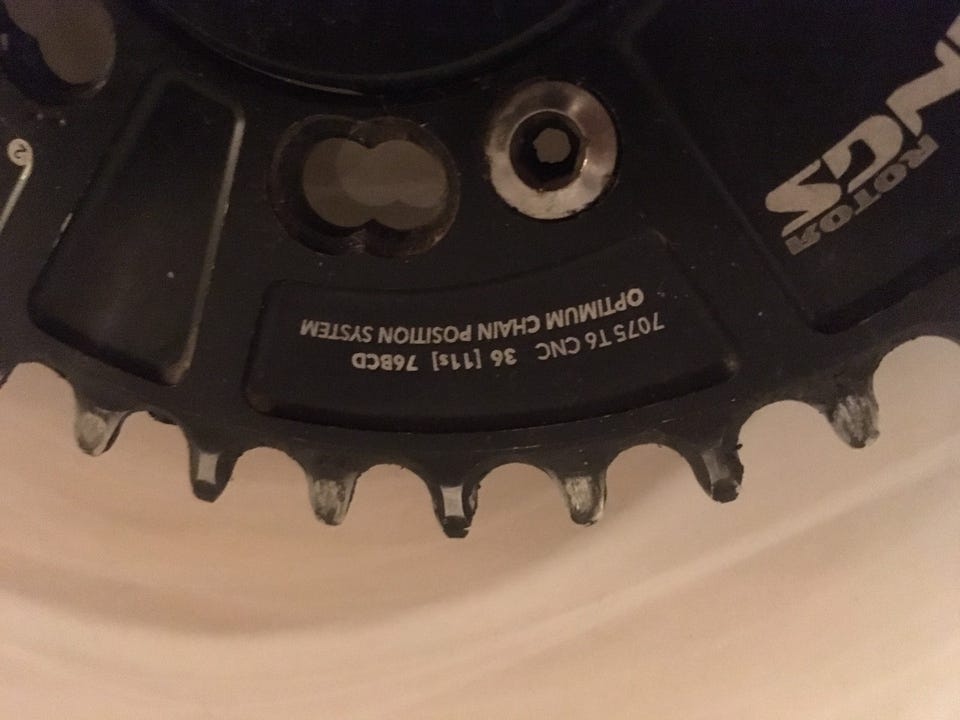 OPTIMUM CHAIN POSITION SYSTEM
7075 T6 CNC 36 [11s] 76BCD
ROTOR